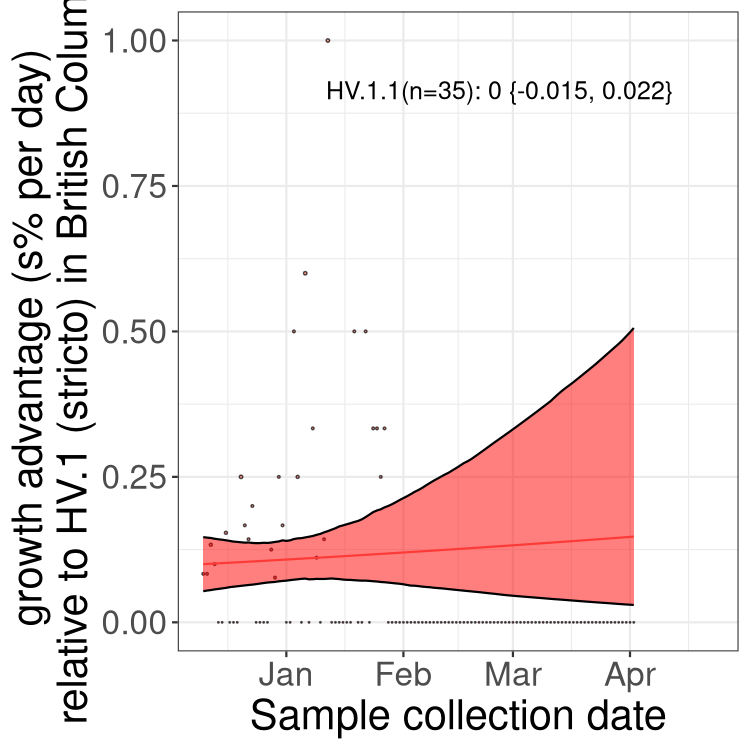 growth advantage (s% per day)
relative to HV.1 (stricto) in British Colum
1.00
0.75
0.50
0.25
0.00
HV.1.1(n=35): 0 {-0.015, 0.022}
Jan Feb Mar Apr
Sample collection date